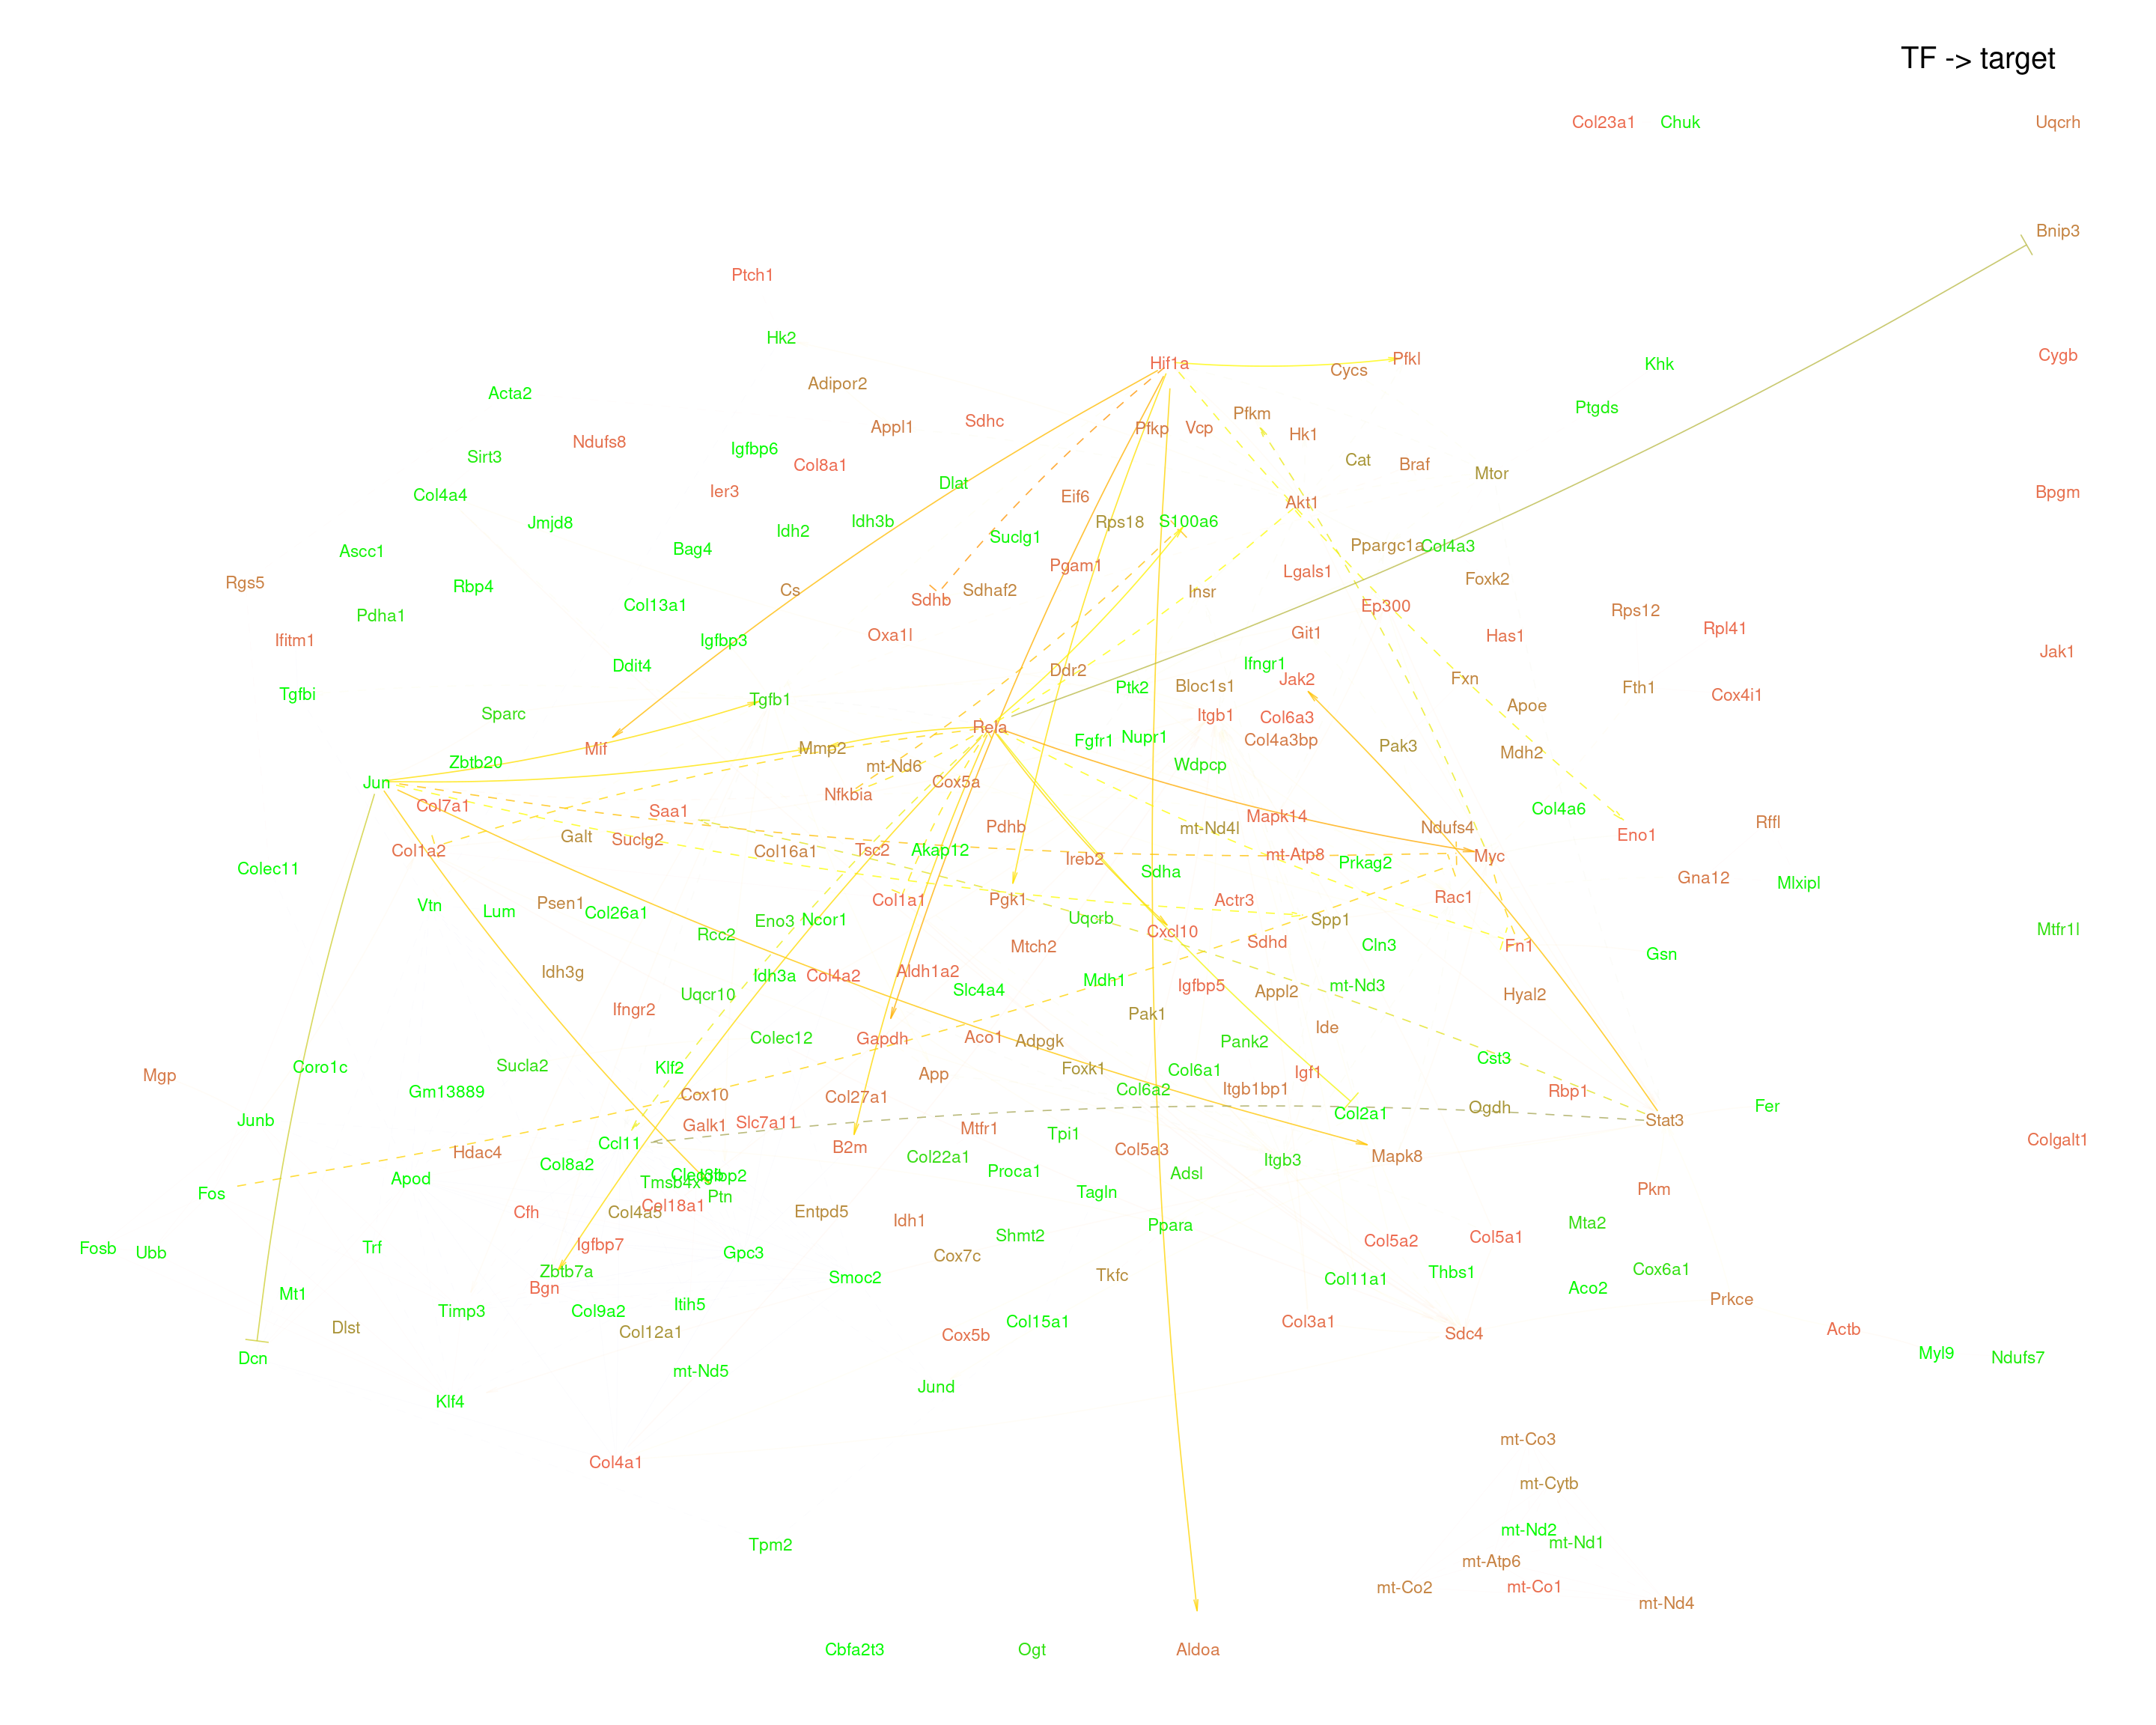 TF -> target
Col23a1 Chuk Uqcrh
Bnip3
Ptch1
Hk2
Cygb
Hif1a Pfkl Khk
Cycs
Adipor2
Acta2
Ptgds
Pfkm
Sdhc
Appl1 Pfkp Vcp
Hk1
Ndufs8
Igfbp6
Sirt3 Cat
Col8a1 Braf
Mtor
Dlat
Ier3 Bpgm
Col4a4 Eif6
Akt1
Jmjd8 Idh3b Rps18 S100a6
Idh2
Suclg1
Ppargc1a Col4a3
Ascc1 Bag4
Pgam1
Lgals1
Rgs5 Foxk2
Rbp4 Cs Sdhaf2 Insr
Sdhb
Col13a1 Ep300
Pdha1 Rps12
Rpl41
Ifitm1 Igfbp3 Oxa1l Git1 Has1
Jak1
Ddit4 Ddr2 Ifngr1
Jak2 Fxn
Tgfbi Ptk2 Bloc1s1 Fth1 Cox4i1
Tgfb1 Apoe
Sparc Itgb1 Col6a3
Rela
Mif Mmp2 Fgfr1 Nupr1 Col4a3bp Pak3 Mdh2
Zbtb20 mt-Nd6 Wdpcp
Jun Cox5a
Nfkbia
Col7a1 Saa1 Col4a6
Mapk14
Galt Suclg2 Pdhb mt-Nd4l Ndufs4 Eno1 Rffl
Col1a2 Col16a1 Tsc2 Akap12 Ireb2 mt-Atp8 Prkag2 Myc
Colec11 Sdha Gna12 Mlxipl
Col1a1 Pgk1 Actr3 Rac1
Vtn Lum Psen1 Col26a1 Eno3 Ncor1 Uqcrb Spp1
Rcc2 Cxcl10 Mtfr1l
Mtch2 Sdhd Cln3 Fn1 Gsn
Idh3g Idh3a Col4a2 Aldh1a2 Mdh1
Uqcr10 Slc4a4 Igfbp5 Appl2 mt-Nd3 Hyal2
Ifngr2 Pak1
Colec12 Gapdh Aco1 Adpgk Pank2 Ide
Coro1c Sucla2 Klf2 App Foxk1 Col6a1 Igf1 Cst3
Mgp Gm13889 Cox10 Col27a1 Col6a2 Itgb1bp1 Rbp1
Junb Galk1 Slc7a11 Mtfr1 Tpi1 Col2a1 Ogdh Stat3 Fer
Ccl11 B2m Col5a3 Mapk8 Colgalt1
Hdac4 Col8a2 Col22a1 Proca1 Adsl Itgb3
Apod Tmsb4x Igfbp2
Fos Ptn Tagln Pkm
Cfh Col4a5 Col18a1 Entpd5 Idh1 Ppara Mta2
Fosb Ubb Trf Igfbp7 Gpc3 Cox7c Shmt2 Col5a2 Col5a1
Zbtb7a Smoc2 Tkfc Col11a1 Thbs1 Cox6a1
Mt1 Bgn Aco2 Prkce
Timp3 Col9a2 Itih5
Dlst Col12a1 Cox5b Col15a1 Col3a1 Sdc4 Actb
Dcn mt-Nd5 Myl9 Ndufs7
Klf4 Jund
mt-Co3
Col4a1
mt-Cytb
mt-Nd2
Tpm2 mt-Nd1
mt-Atp6
mt-Co2 mt-Co1
mt-Nd4
Cbfa2t3 Ogt Aldoa